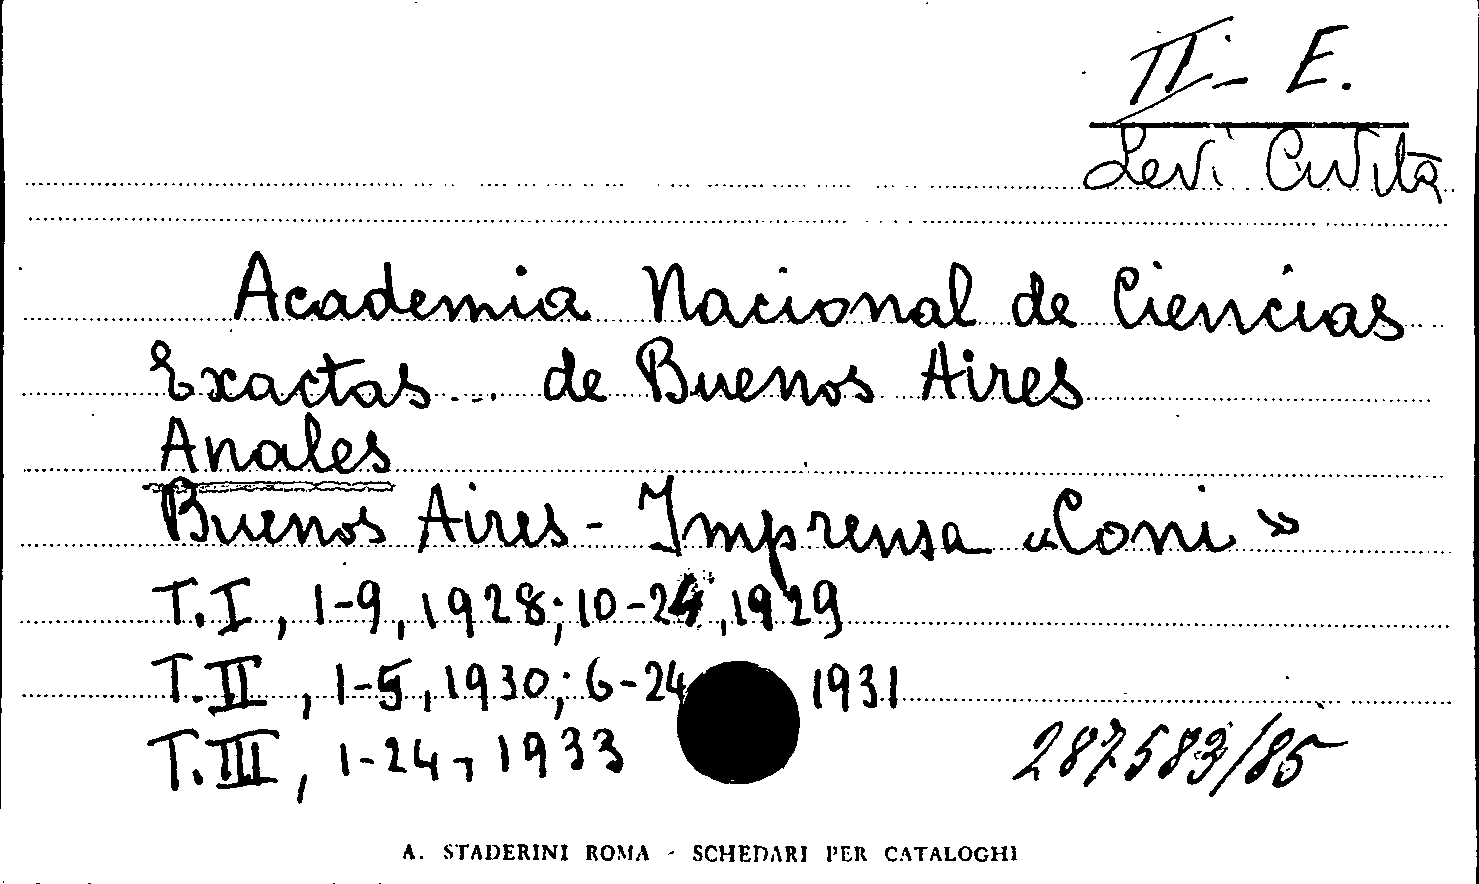 II - E.
Levi Civita
Academia Nacional de Ciencias
Exactas ... de Buenos Aires
Anales
Buenos Aires - Imprensa «Coni»
T. I, 1-9, 1928; 10-24, 1929
T. II, 1-5, 1930; 6-24 1931
T. III, 1-24, 1933
287583/85
A. STADERINI ROMA - SCHEDARI PER CATALOGHI